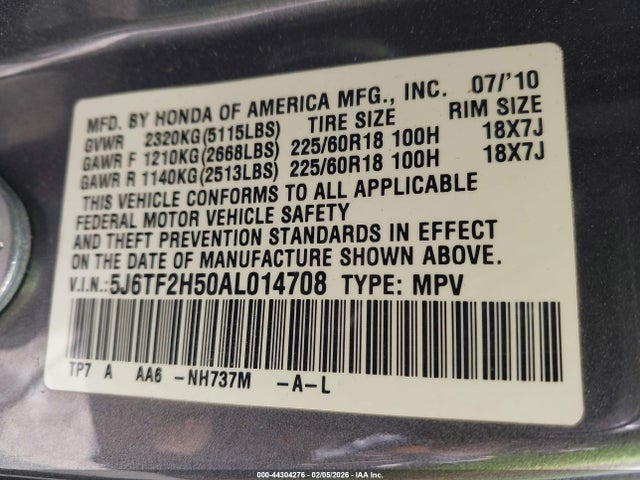 MFD. BY HONDA OF AMERICA MFG., INC. 07/'10
GVWR 2320KG(5115LBS) TIRE SIZE RIM SIZE
GAWR F 1210KG(2668LBS) 225/60R18 100H 18X7J
GAWR R 1140KG(2513LBS) 225/60R18 100H 18X7J
THIS VEHICLE CONFORMS TO ALL APPLICABLE
FEDERAL MOTOR VEHICLE SAFETY
AND THEFT PREVENTION STANDARDS IN EFFECT
ON THE DATE OF MANUFACTURE SHOWN ABOVE.
V.I.N.:5J6TF2H50AL014708 TYPE: MPV
TP7 A AA6 -NH737M -A-L
000-44304276 - 02/05/2026 - IAA Inc.